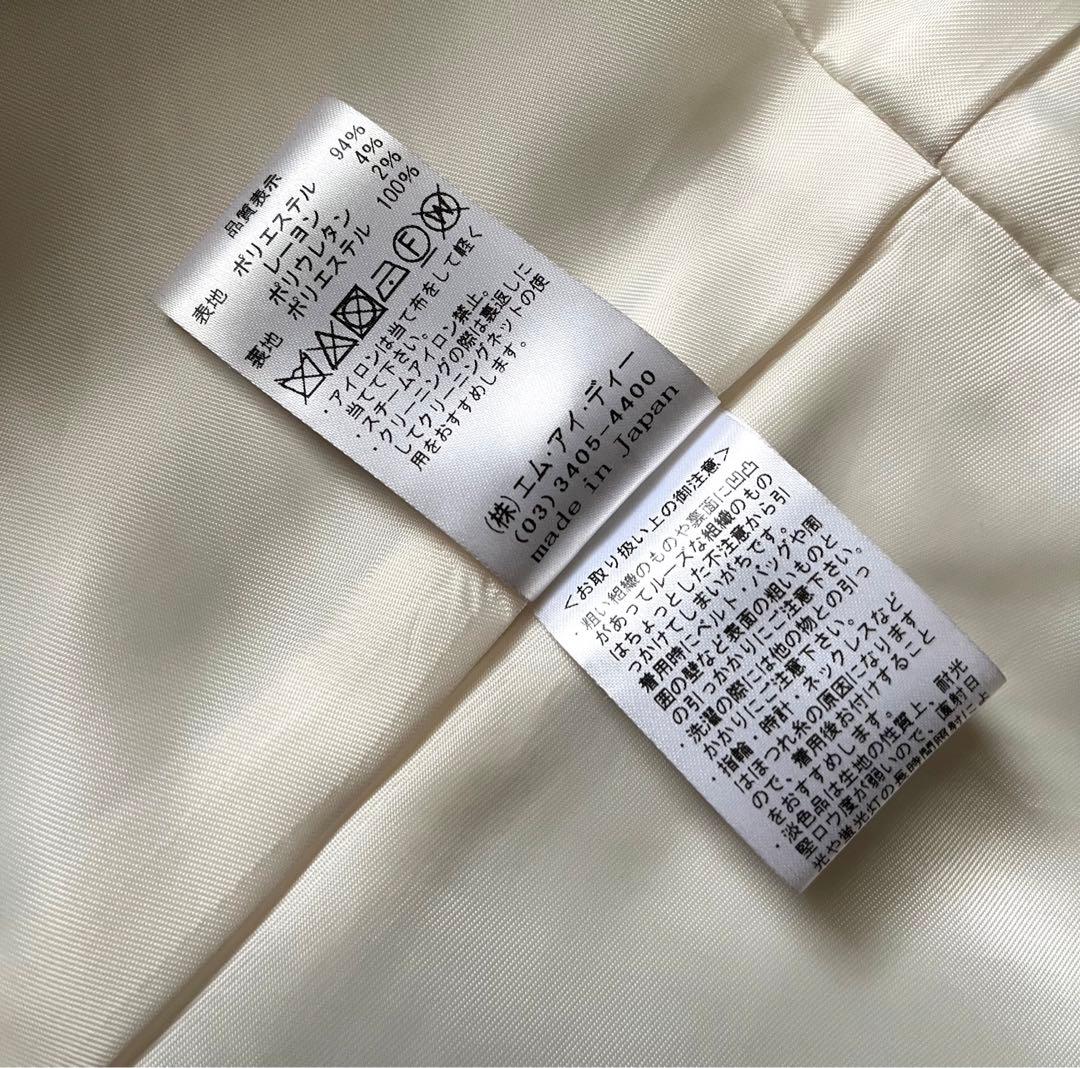 品質表示
表地 ポリエステル 94%
レーヨン 4%
ポリウレタン 2%
裏地 ポリエステル 100%
F W
・アイロンは当て布をして軽く
当てて下さい。
・スチームアイロン禁止。
・クリーニングの際は裏返しに
してクリーニングネットの使
用をおすすめします。
(株)エム・アイ・ディー
(03)3405-4400
made in Japan
<お取り扱い上の御注意>
・粗い組織のものや裏面に凹凸
があってルーズな組織のもの
はちょっとした不注意から引
っかけてしまいがちです。
着用時にベルト・バッグや周
囲の壁など表面の粗いものと
の引っかかりにご注意下さい。
・洗濯の際には他の物との引っ
かかりにご注意下さい。
・指輪・時計・ネックレスなど
はほつれ糸の原因になります
ので、着用後お付けすること
をおすすめします。
・淡色品は生地の性質上、耐光
堅ロウ度が弱いので、直射日
光や蛍光灯の長時間照射によ